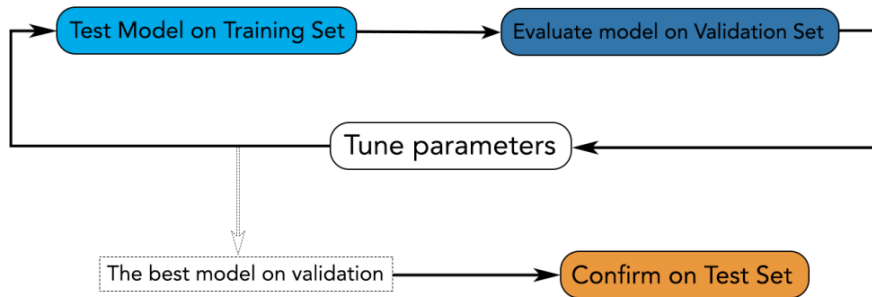 Test Model on Training Set
Evaluate model on Validation Set
Tune parameters
The best model on validation
Confirm on Test Set